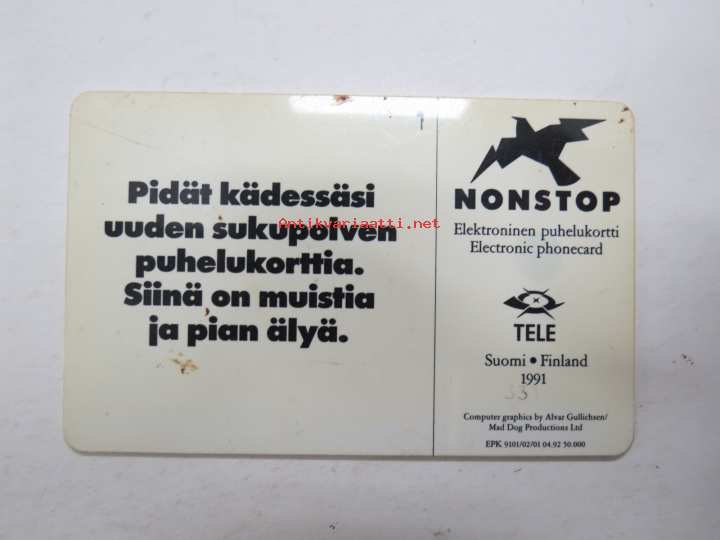 Pidät kädessäsi
uuden sukupolven
puhelukorttia.
Siinä on muistia
ja pian älyä.
Antikvariaatti.net
NONSTOP
Elektroninen puhelukortti
Electronic phonecard
TELE
Suomi • Finland
1991
33
Computer graphics by Alvar Gullichsen/
Mad Dog Productions Ltd
EPK 9101/02/01 04.92 50.000